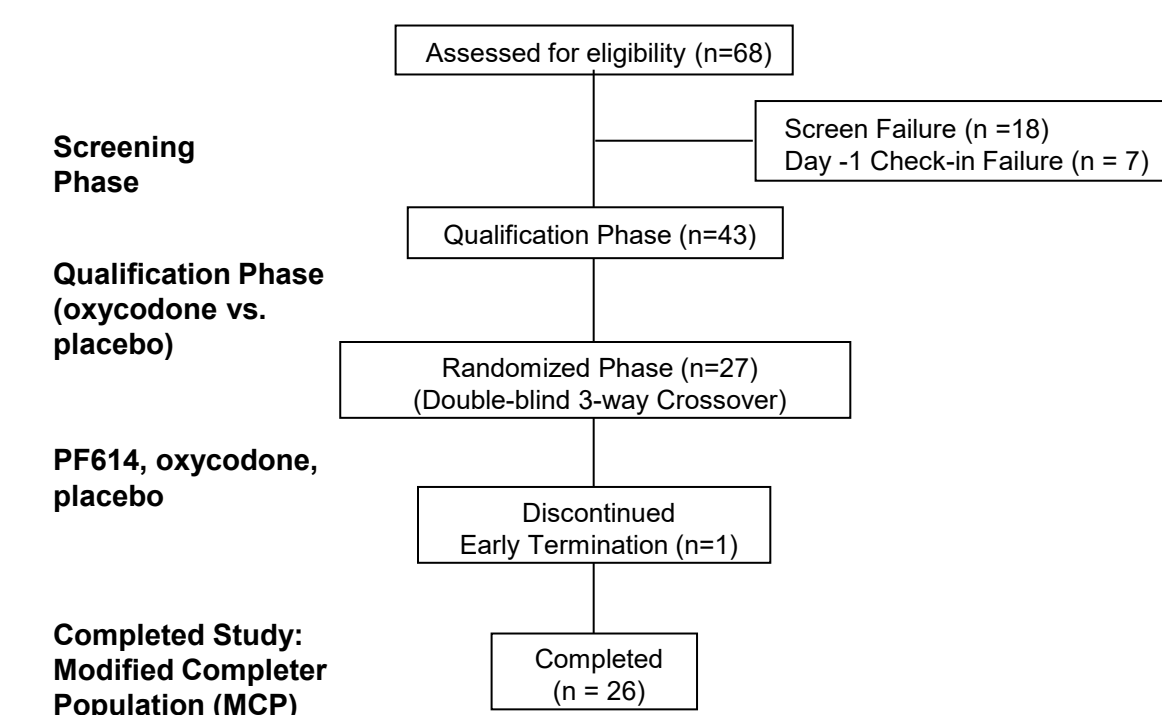 Assessed for eligibility (n=68)
Screen Failure (n =18)
Day -1 Check-in Failure (n = 7)
Screening
Phase
Qualification Phase (n=43)
Qualification Phase
(oxycodone vs.
placebo)
Randomized Phase (n=27)
(Double-blind 3-way Crossover)
PF614, oxycodone,
placebo
Discontinued
Early Termination (n=1)
Completed Study:
Modified Completer
Population (MCP)
Completed
(n = 26)